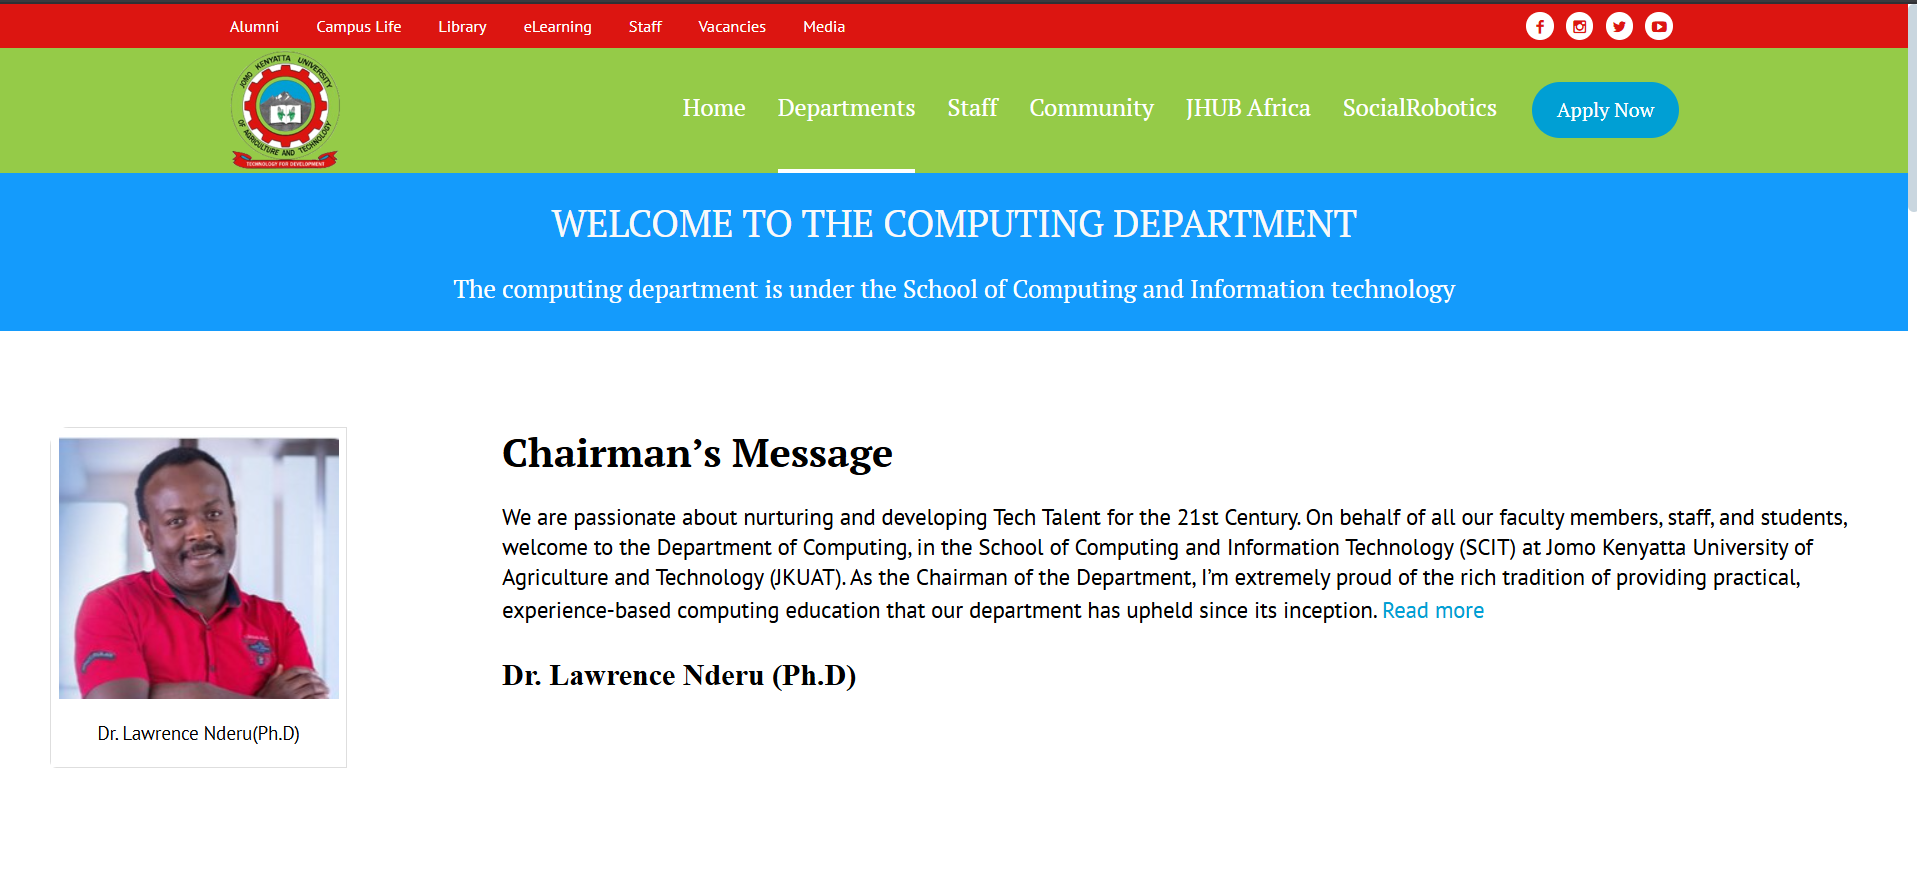 Alumni Campus Life Library eLearning Staff Vacancies Media
JOMO KENYATTA UNIVERSITY
OF AGRICULTURE AND TECHNOLOGY
TECHNOLOGY FOR DEVELOPMENT
Home Departments Staff Community JHUB Africa SocialRobotics Apply Now
WELCOME TO THE COMPUTING DEPARTMENT
The computing department is under the School of Computing and Information technology
Dr. Lawrence Nderu(Ph.D)
Chairman’s Message
We are passionate about nurturing and developing Tech Talent for the 21st Century. On behalf of all our faculty members, staff, and students,
welcome to the Department of Computing, in the School of Computing and Information Technology (SCIT) at Jomo Kenyatta University of
Agriculture and Technology (JKUAT). As the Chairman of the Department, I’m extremely proud of the rich tradition of providing practical,
experience-based computing education that our department has upheld since its inception. Read more
Dr. Lawrence Nderu (Ph.D)